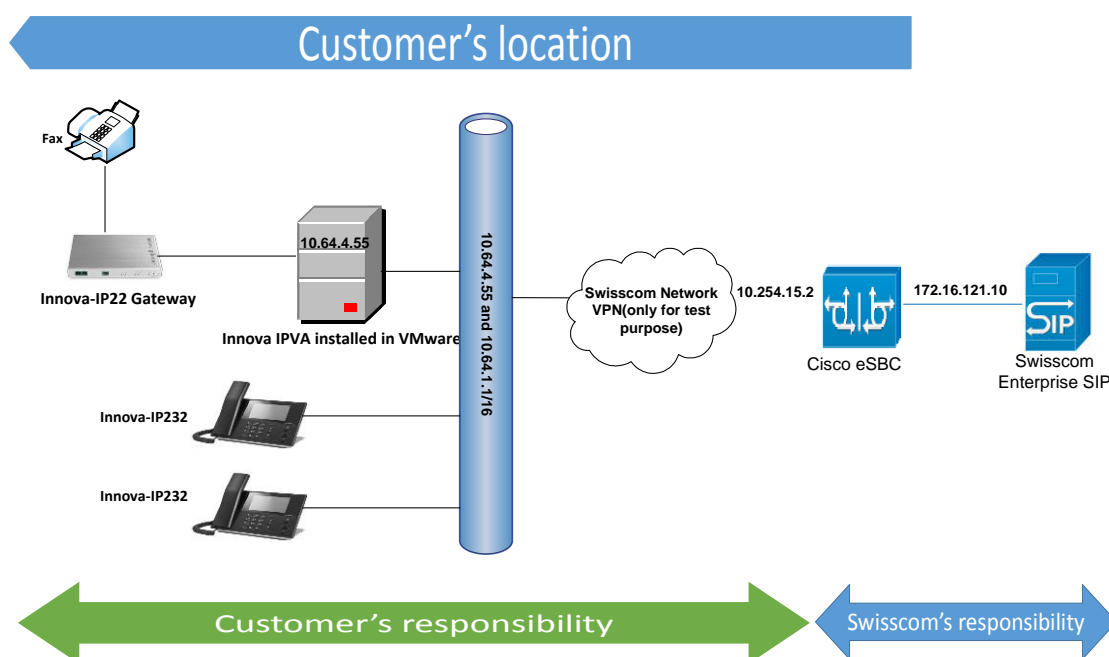 Customer's location
Fax
10.64.4.55
Innova-IP22 Gateway
Innova IPVA installed in VMware
10.64.4.55 and 10.64.1.1/16
Swisscom Network
VPN(only for test
purpose)
10.254.15.2
172.16.121.10
SIP
Cisco eSBC
Swisscom
Enterprise SIP
Innova-IP232
Innova-IP232
Customer's responsibility
Swisscom's responsibility